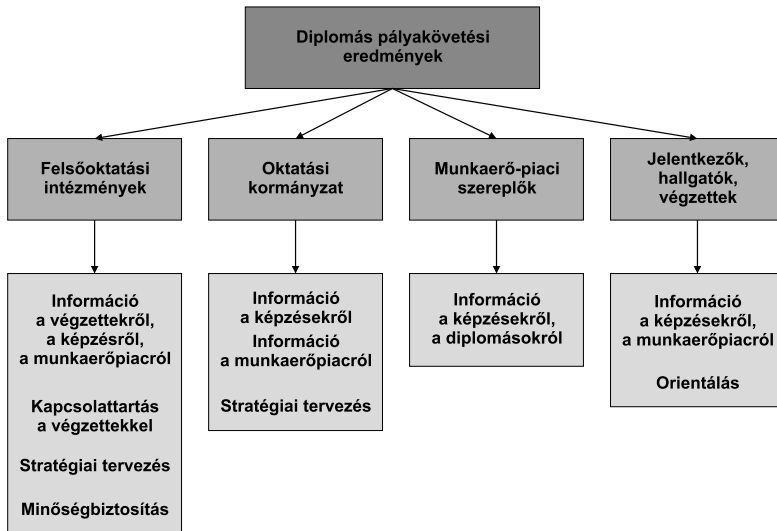 Diplomás pályakövetési
eredmények
Felsőoktatási
intézmények
Oktatási
kormányzat
Munkaerő-piaci
szereplők
Jelentkezők,
hallgatók,
végzettek
Információ
a végzettekről,
a képzésről,
a munkaerőpiacról
Kapcsolattartás
a végzettekkel
Stratégiai tervezés
Minőségbiztosítás
Információ
a képzésekről
Információ
a munkaerőpiacról
Stratégiai tervezés
Információ
a képzésekről,
a diplomásokról
Információ
a képzésekről,
a munkaerőpiacról
Orientálás